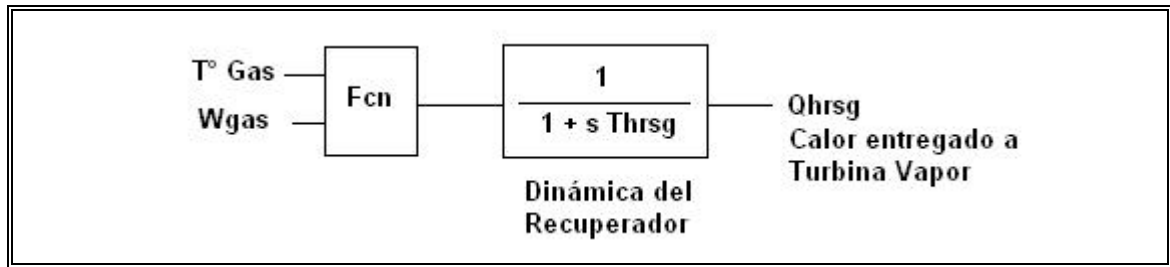 T° Gas
Wgas
Fcn
1
1 + s Thrsg
Dinámica del
Recuperador
Qhrsg
Calor entregado a
Turbina Vapor